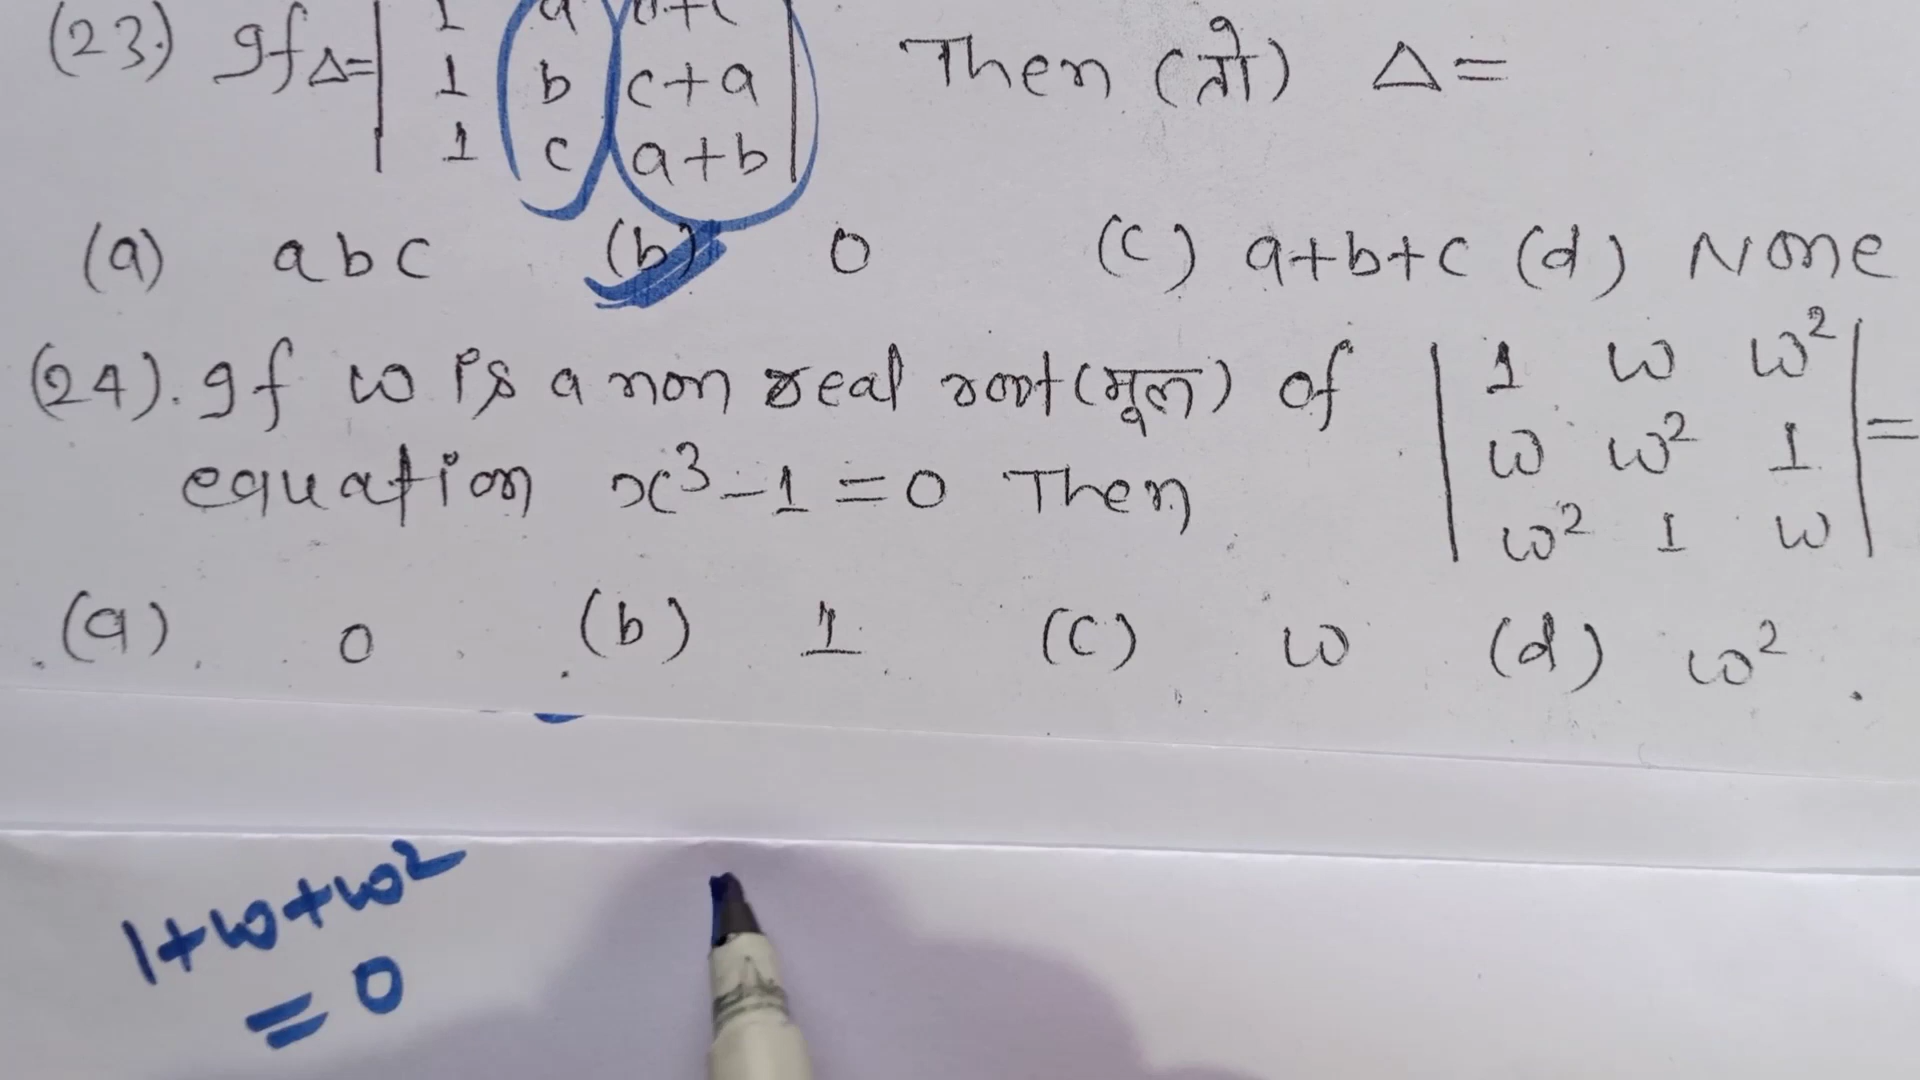 (23.) If Δ= | 1 a b+c | Then (तो) Δ=
| 1 b c+a |
| 1 c a+b |
(a) abc (b) 0 (c) a+b+c (d) None
(24). If ω is a non real root (मूल) of | 1 ω ω² | =
equation x³-1=0 Then | ω ω² 1 |
| ω² 1 ω |
(a) 0 (b) 1 (c) ω (d) ω².
1+ω+ω²
= 0